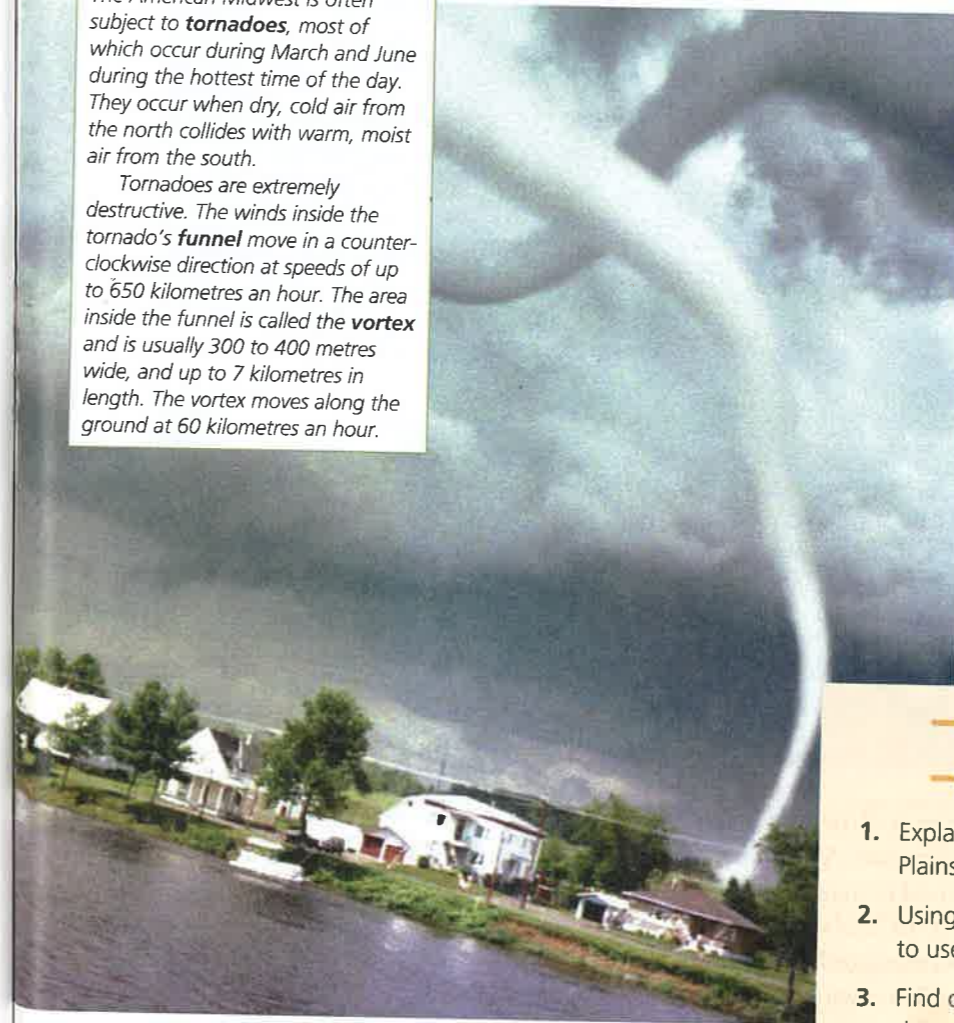 The American Midwest is often
subject to tornadoes, most of
which occur during March and June
during the hottest time of the day.
They occur when dry, cold air from
the north collides with warm, moist
air from the south.
Tornadoes are extremely
destructive. The winds inside the
tornado's funnel move in a counter-
clockwise direction at speeds of up
to 650 kilometres an hour. The area
inside the funnel is called the vortex
and is usually 300 to 400 metres
wide, and up to 7 kilometres in
length. The vortex moves along the
ground at 60 kilometres an hour.
1. Expla
Plains
2. Using
to use
3. Find